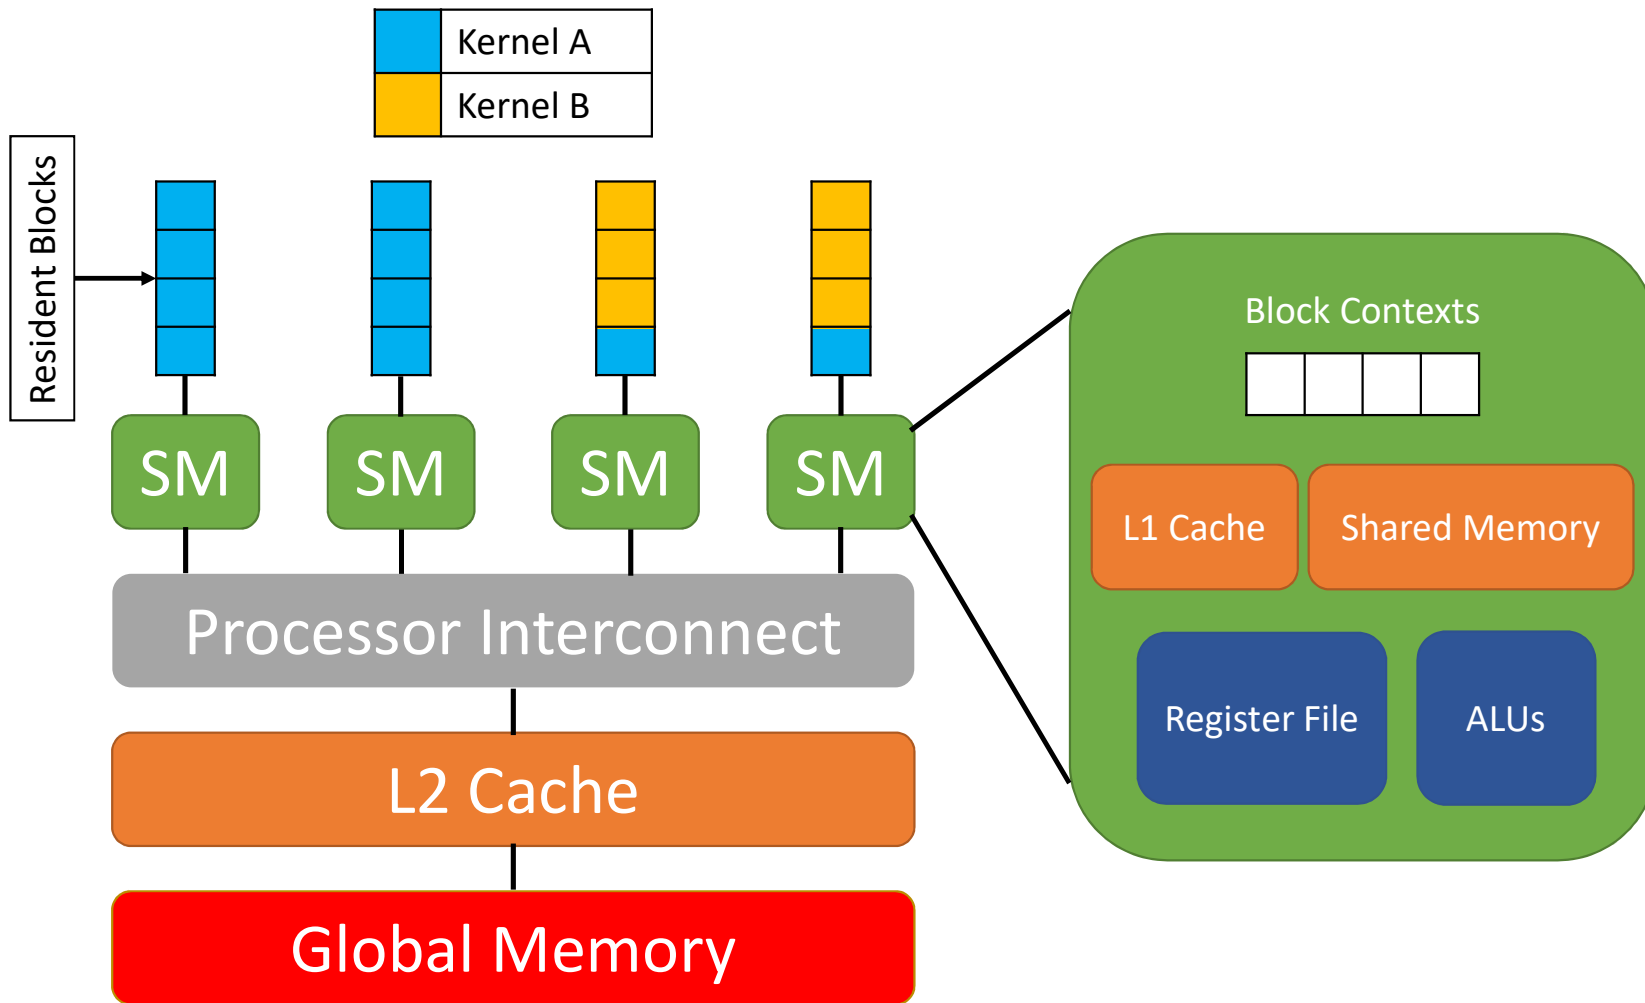 Kernel A
Kernel B
Resident Blocks
SM
SM
SM
SM
Processor Interconnect
L2 Cache
Global Memory
Block Contexts
L1 Cache
Shared Memory
Register File
ALUs